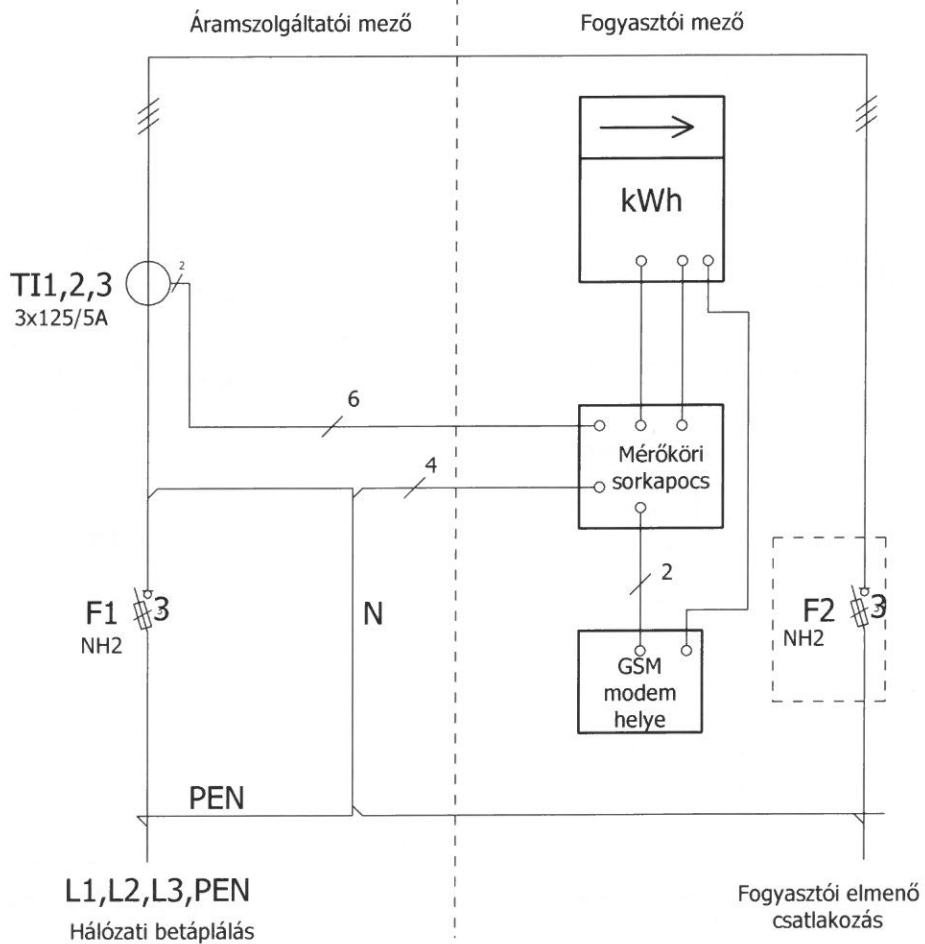 Áramszolgáltatói mező
Fogyasztói mező
kWh
2
TI1,2,3
3x125/5A
6
Mérőköri
sorkapocs
4
2
F1
3
NH2
N
F2
3
NH2
GSM
modem
helye
PEN
L1,L2,L3,PEN
Hálózati betáplálás
Fogyasztói elmenő
csatlakozás